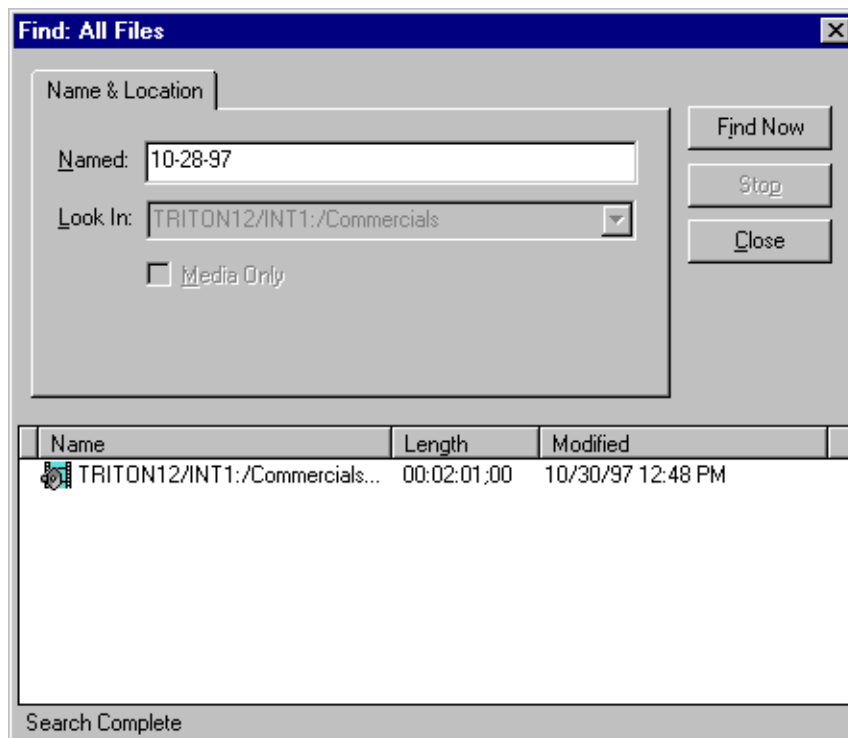 Find: All Files
Name & Location
Named: 10-28-97
Look In: TRITON12/INT1:/Commercials
Media Only
Find Now
Stop
Close
Name Length Modified
TRITON12/INT1:/Commercials... 00:02:01;00 10/30/97 12:48 PM
Search Complete